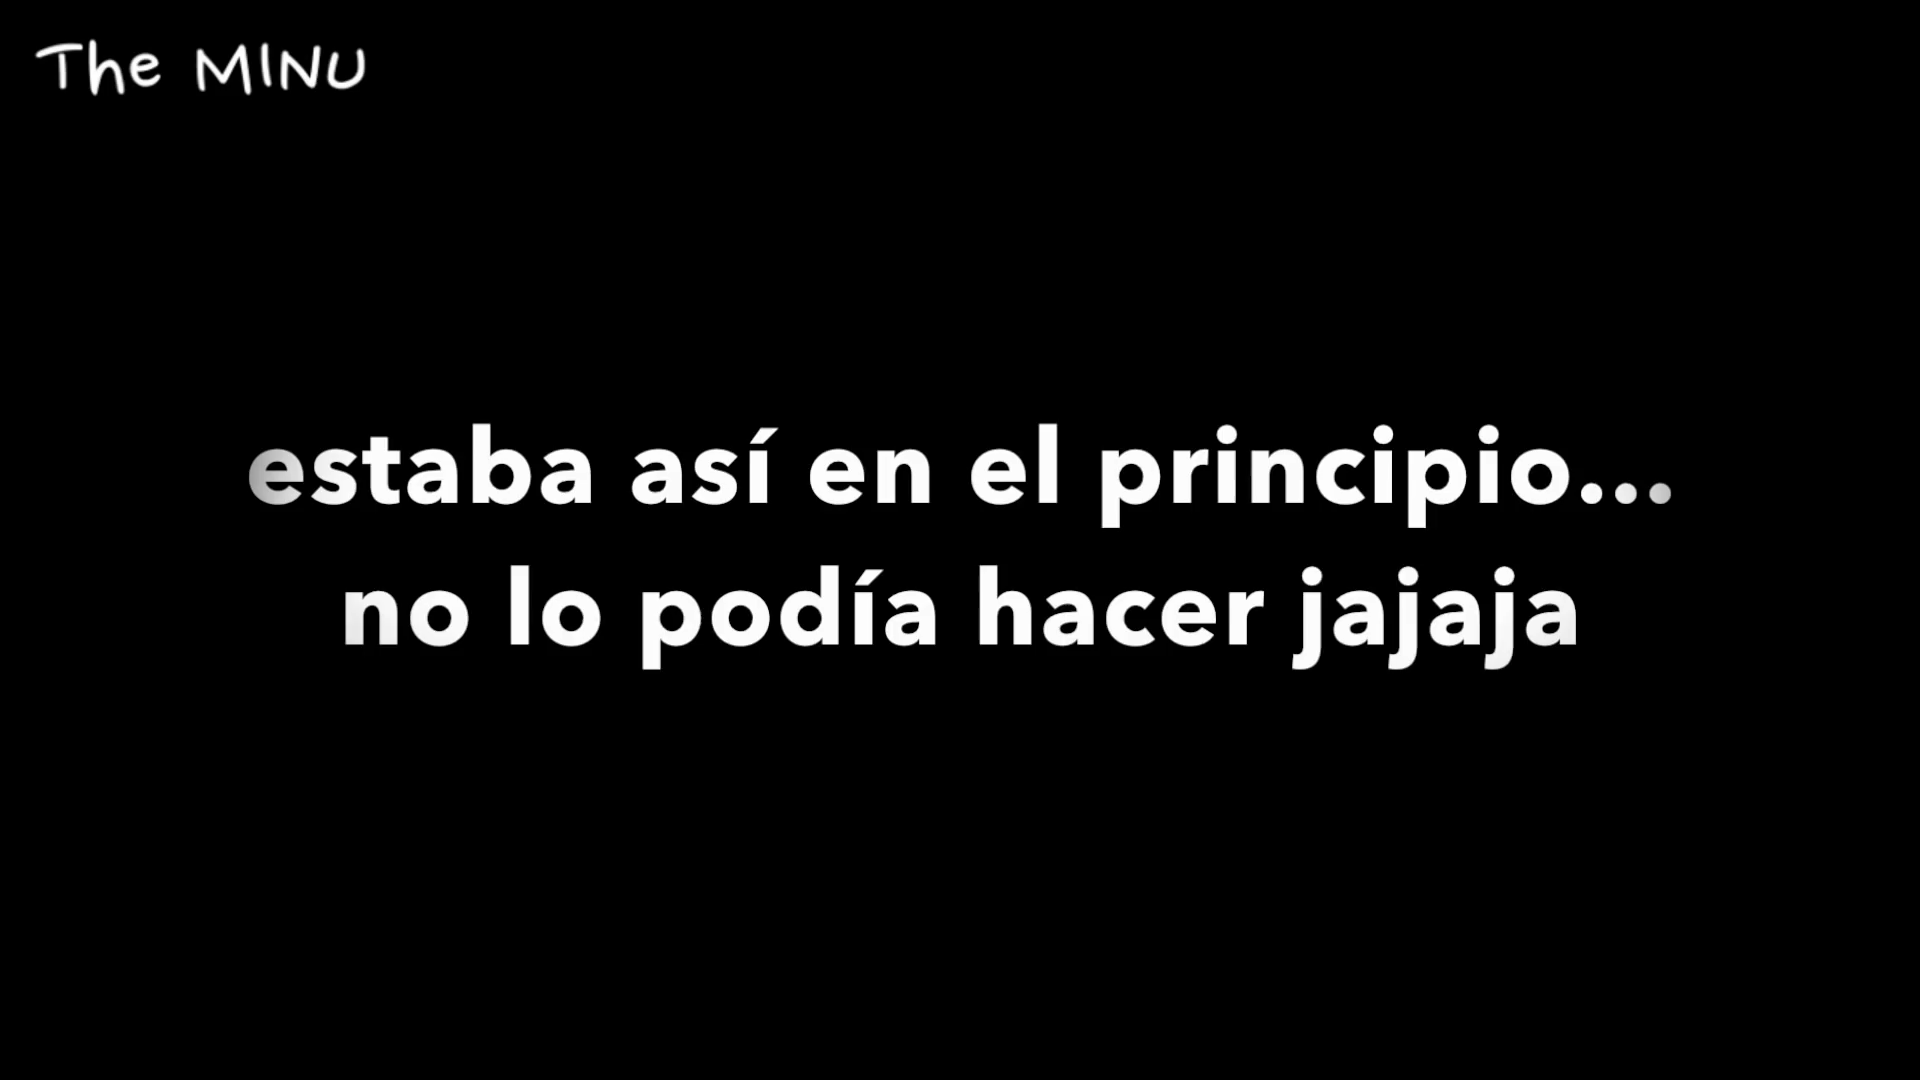 The MINU
estaba así en el principio...
no lo podía hacer jajaja